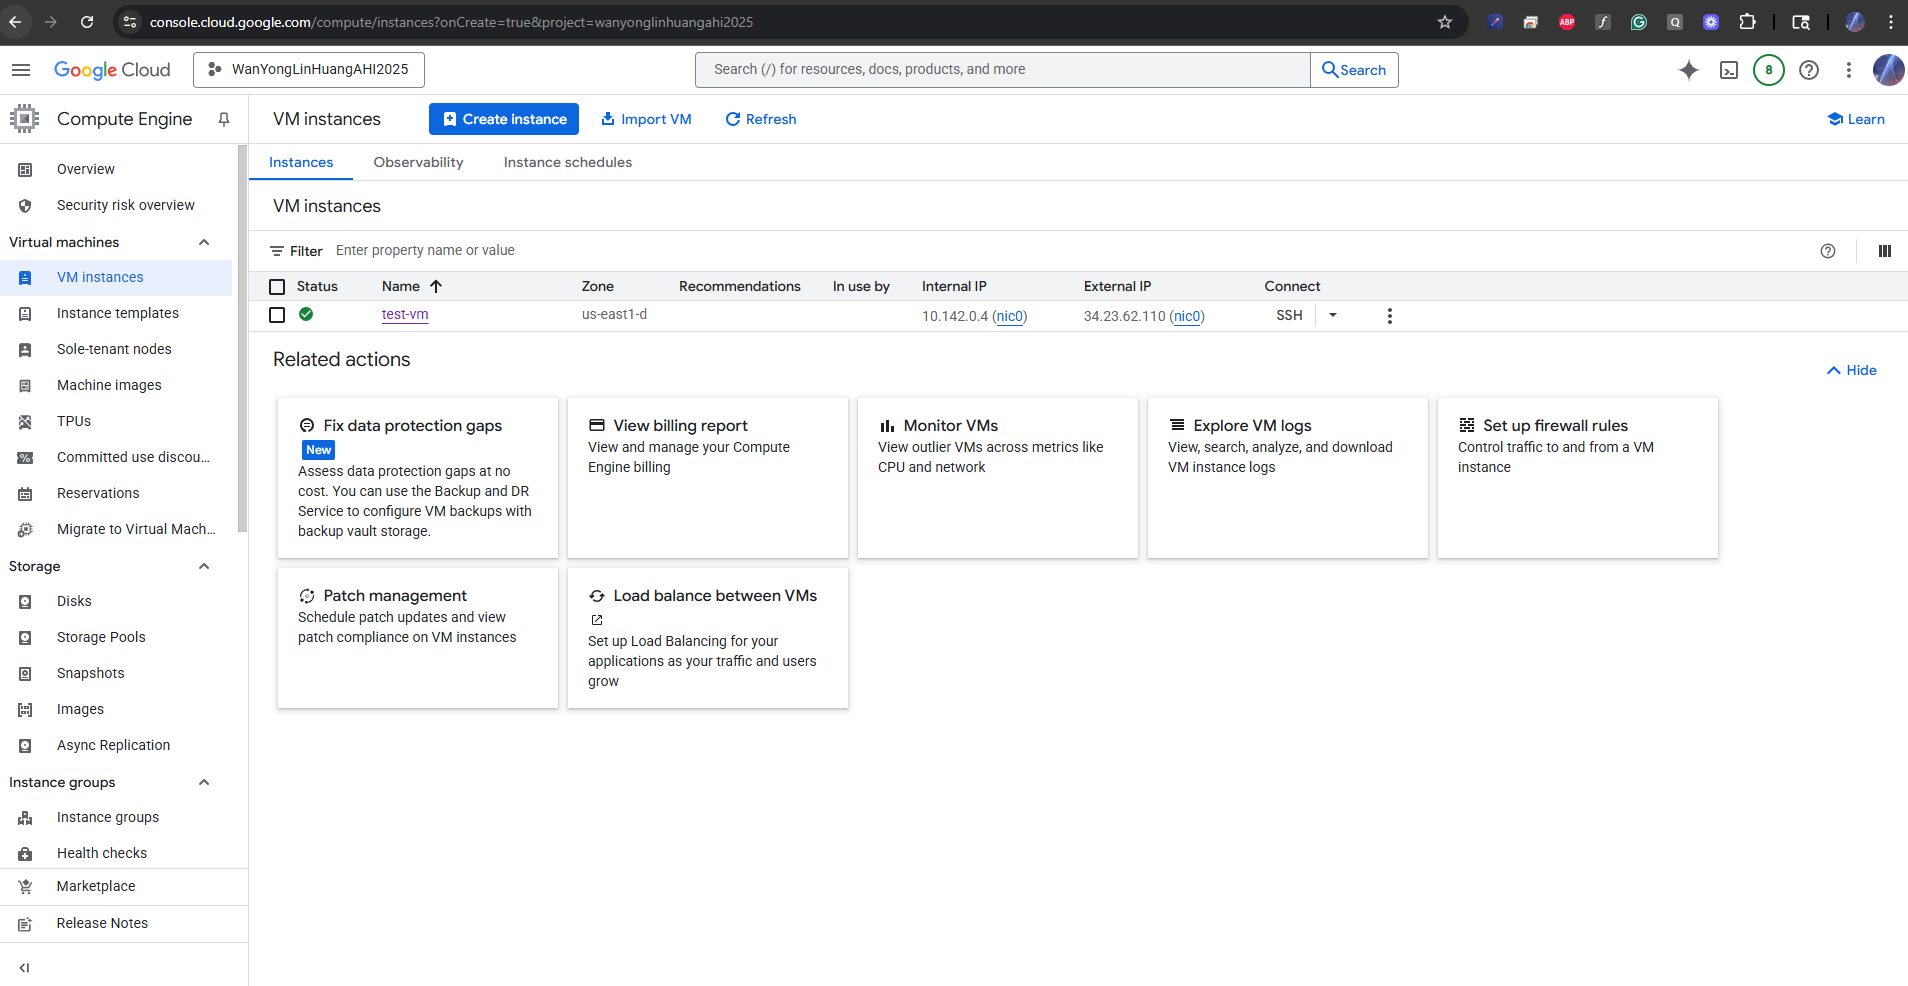 console.cloud.google.com/compute/instances?onCreate=true&project=wanyonglinhuangahi2025
ABP
Q
Google Cloud
WanYongLinHuangAHI2025
Search (/) for resources, docs, products, and more
Search
8
Compute Engine
VM instances
Create instance
Import VM
Refresh
Learn
Overview
Security risk overview
Virtual machines
VM instances
Instance templates
Sole-tenant nodes
Machine images
TPUs
Committed use discou...
Reservations
Migrate to Virtual Mach...
Storage
Disks
Storage Pools
Snapshots
Images
Async Replication
Instance groups
Instance groups
Health checks
Marketplace
Release Notes
Instances
Observability
Instance schedules
VM instances
Filter
Enter property name or value
Status
Name
Zone
Recommendations
In use by
Internal IP
External IP
Connect
test-vm
us-east1-d
10.142.0.4 (nic0)
34.23.62.110 (nic0)
SSH
Related actions
Hide
Fix data protection gaps
New
Assess data protection gaps at no
cost. You can use the Backup and DR
Service to configure VM backups with
backup vault storage.
View billing report
View and manage your Compute
Engine billing
Monitor VMs
View outlier VMs across metrics like
CPU and network
Explore VM logs
View, search, analyze, and download
VM instance logs
Set up firewall rules
Control traffic to and from a VM
instance
Patch management
Schedule patch updates and view
patch compliance on VM instances
Load balance between VMs
Set up Load Balancing for your
applications as your traffic and users
grow